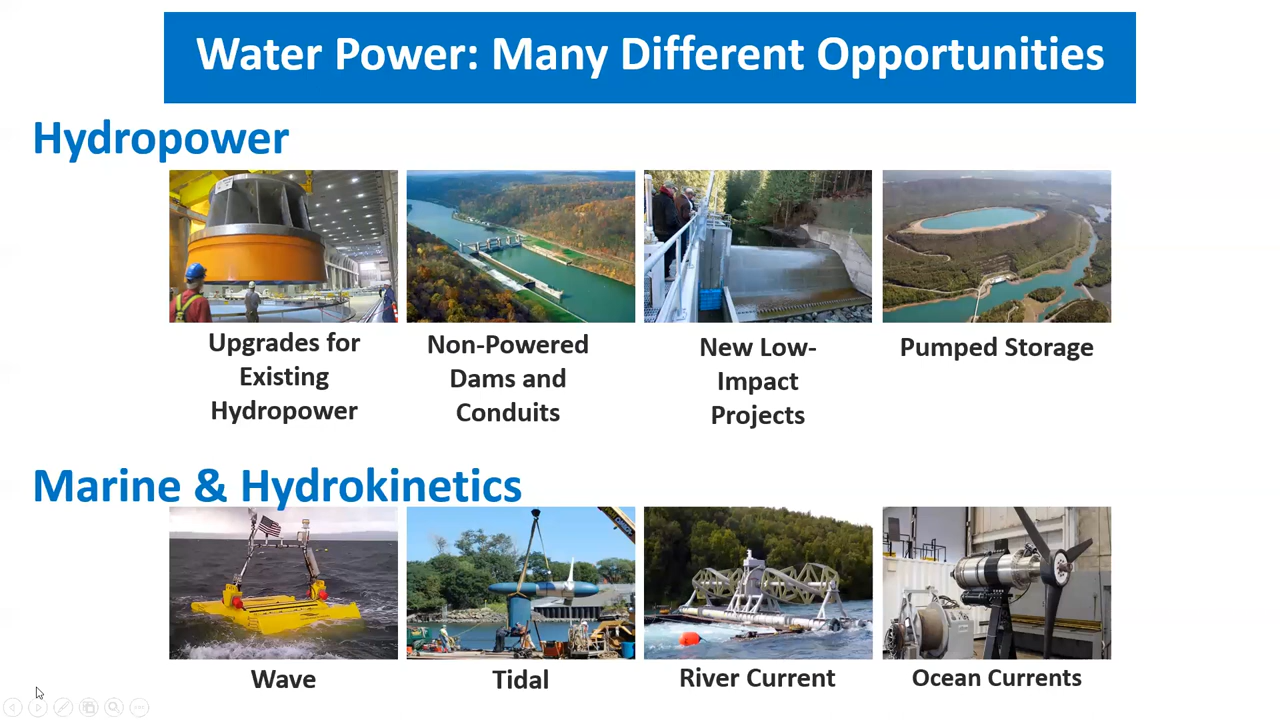 Water Power: Many Different Opportunities
Hydropower
Upgrades for
Existing
Hydropower
Non-Powered
Dams and
Conduits
New Low-
Impact
Projects
Pumped Storage
Marine & Hydrokinetics
Wave
Tidal
River Current
Ocean Currents